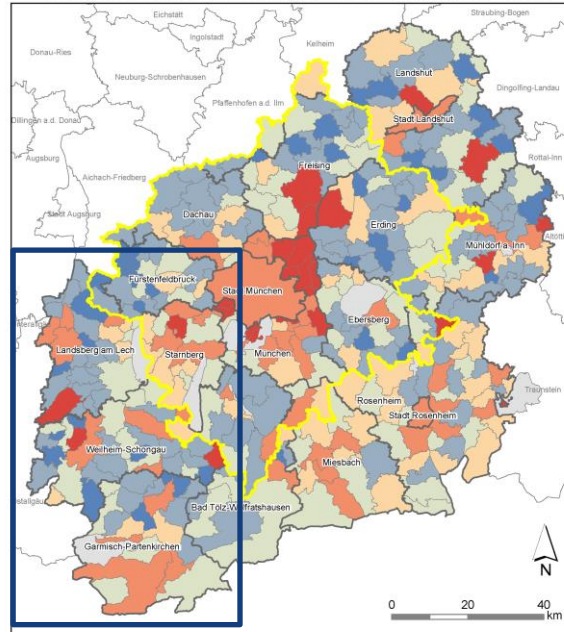 Eichstätt
Straubing-Bogen
Ingolstadt
Donau-Ries
Kelheim
Neuburg-Schrobenhausen
Landshut
Dingolfing-Landau
Pfaffenhofen a.d. Ilm
Dillingen a.d. Donau
Stadt Landshut
Augsburg
Rottal-Inn
Aichach-Friedberg
Freising
Stadt Augsburg
Dachau
Erding
Mühldorf a. Inn
Fürstenfeldbruck
Stadt München
Ebersberg
Landsberg am Lech
Starnberg
München
Traunstein
Rosenheim
Stadt Rosenheim
Weilheim-Schongau
Miesbach
Bad Tölz-Wolfratshausen
Garmisch-Partenkirchen
N
0 20 40
km